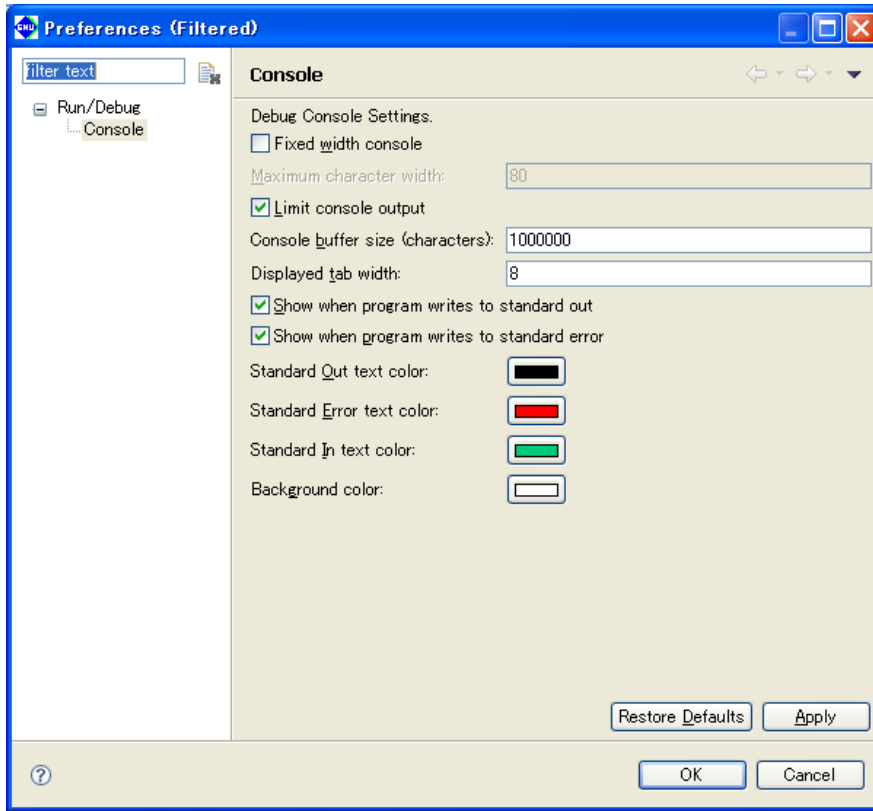 GNU Preferences (Filtered)
filter text
Console
Run/Debug
Console
Debug Console Settings.
Fixed width console
Maximum character width: 80
Limit console output
Console buffer size (characters): 1000000
Displayed tab width: 8
Show when program writes to standard out
Show when program writes to standard error
Standard Out text color:
Standard Error text color:
Standard In text color:
Background color:
Restore Defaults Apply
? OK Cancel